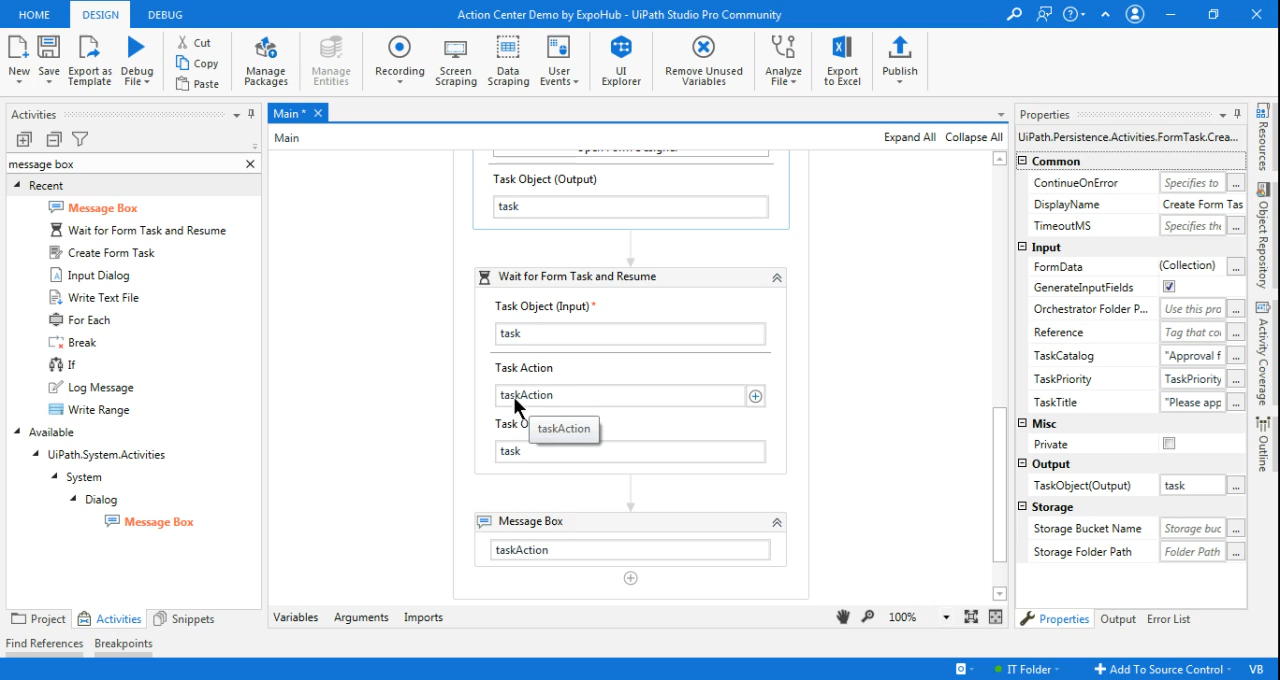 HOME DESIGN DEBUG Action Center Demo by ExpoHub - UiPath Studio Pro Community
New Save Export as Template Debug File Cut Copy Paste Manage Packages Manage Entities Recording Screen Scraping Data Scraping User Events UI Explorer Remove Unused Variables Analyze File Export to Excel Publish
Activities
message box
Recent
Message Box
Wait for Form Task and Resume
Create Form Task
Input Dialog
Write Text File
For Each
Break
If
Log Message
Write Range
Available
UiPath.System.Activities
System
Dialog
Message Box
Project Activities Snippets
Find References Breakpoints
Main *
Main Expand All Collapse All
Task Object (Output)
task
Wait for Form Task and Resume
Task Object (Input)*
task
Task Action
taskAction
Task O
taskAction
task
Message Box
taskAction
Variables Arguments Imports 100%
Properties
UiPath.Persistence.Activities.FormTask.Crea...
Common
ContinueOnError Specifies to ...
DisplayName Create Form Tas
TimeoutMS Specifies the ...
Input
FormData (Collection) ...
GenerateInputFields
Orchestrator Folder P... Use this pro ...
Reference Tag that co ...
TaskCatalog "Approval f ...
TaskPriority TaskPriority ...
TaskTitle "Please app ...
Misc
Private
Output
TaskObject(Output) task ...
Storage
Storage Bucket Name Storage buc ...
Storage Folder Path Folder Path ...
Properties Output Error List
Resources
Object Repository
Activity Coverage
Outline
IT Folder Add To Source Control VB